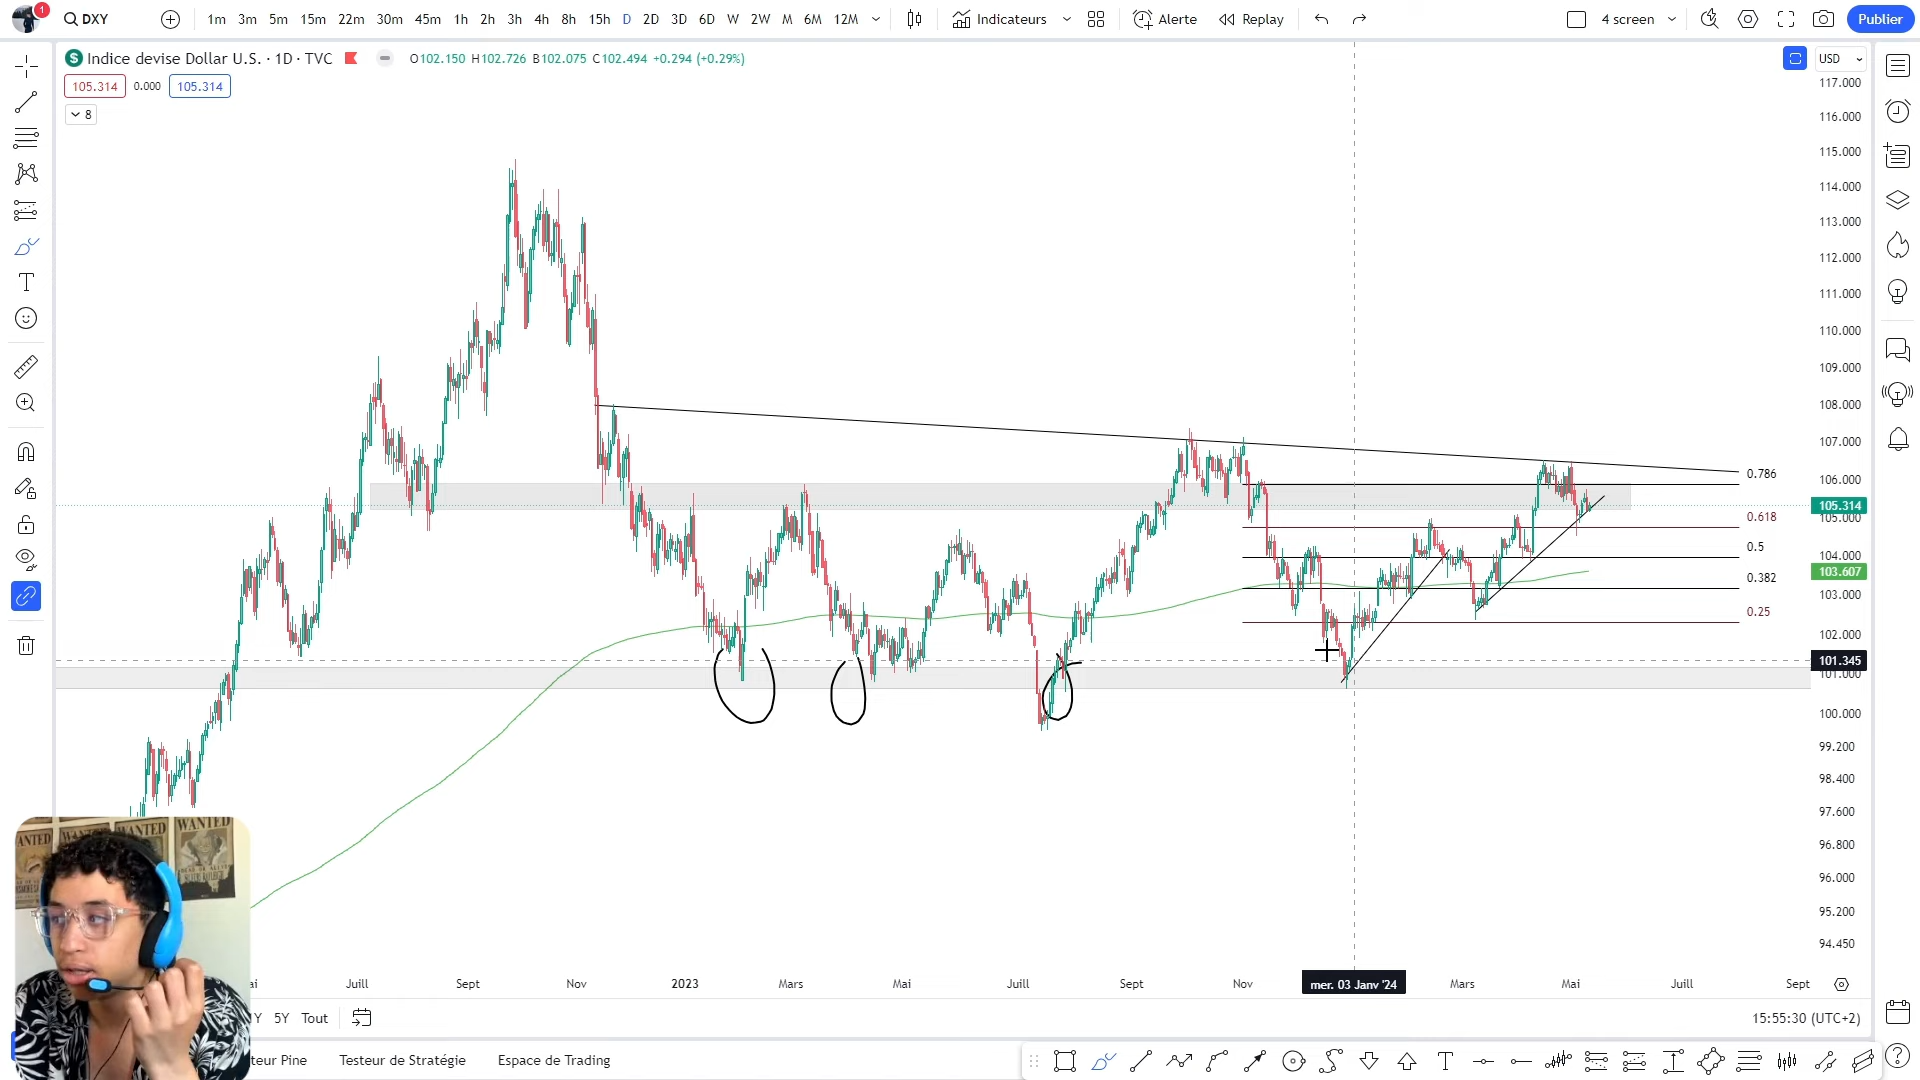 1
DXY
1m 3m 5m 15m 22m 30m 45m 1h 2h 3h 4h 8h 15h D 2D 3D 6D W 2W M 6M 12M
Indicateurs
Alerte
Replay
4 screen
Publier
Indice devise Dollar U.S. · 1D · TVC
O102.150 H102.726 B102.075 C102.494 +0.294 (+0.29%)
105.314 0.000 105.314
8
USD
117.000
116.000
115.000
114.000
113.000
112.000
111.000
110.000
109.000
108.000
107.000
106.000
105.314
105.000
104.000
103.607
103.000
102.000
101.345
101.000
100.000
99.200
98.400
97.600
96.800
96.000
95.200
94.450
0.786
0.618
0.5
0.382
0.25
WANTED
WANTED
WANTED
ai Juill Sept Nov 2023 Mars Mai Juill Sept Nov mer. 03 Janv '24 Mars Mai Juill Sept
Y 5Y Tout
15:55:30 (UTC+2)
teur Pine
Testeur de Stratégie
Espace de Trading